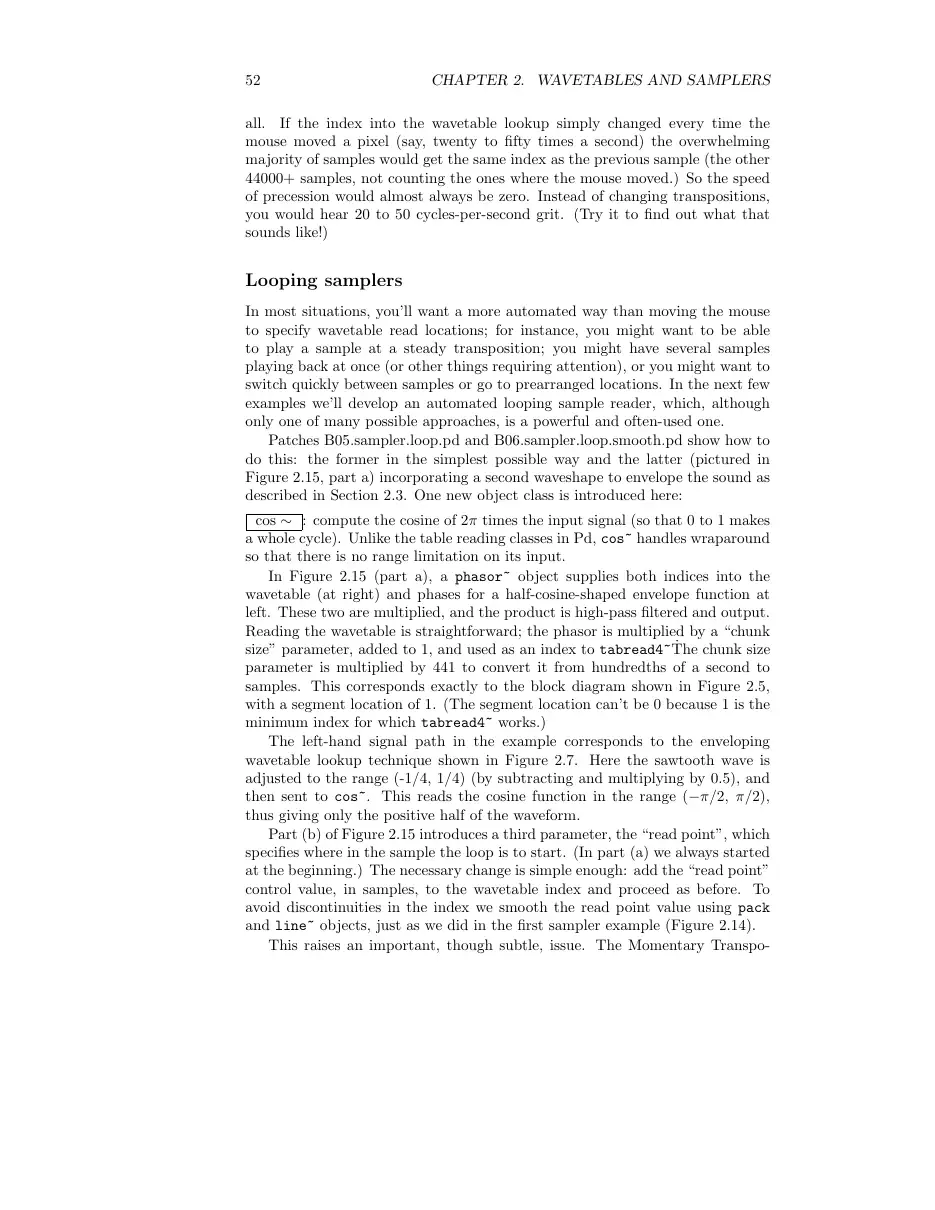 52 CHAPTER 2. WAVETABLES AND SAMPLERS
all. If the index into the wavetable lookup simply changed every time the
mouse moved a pixel (say, twenty to fifty times a second) the overwhelming
majority of samples would get the same index as the previous sample (the other
44000+ samples, not counting the ones where the mouse moved.) So the speed
of precession would almost always be zero. Instead of changing transpositions,
you would hear 20 to 50 cycles-per-second grit. (Try it to find out what that
sounds like!)
Looping samplers
In most situations, you'll want a more automated way than moving the mouse
to specify wavetable read locations; for instance, you might want to be able
to play a sample at a steady transposition; you might have several samples
playing back at once (or other things requiring attention), or you might want to
switch quickly between samples or go to prearranged locations. In the next few
examples we'll develop an automated looping sample reader, which, although
only one of many possible approaches, is a powerful and often-used one.
Patches B05.sampler.loop.pd and B06.sampler.loop.smooth.pd show how to
do this: the former in the simplest possible way and the latter (pictured in
Figure 2.15, part a) incorporating a second waveshape to envelope the sound as
described in Section 2.3. One new object class is introduced here:
cos ∼ : compute the cosine of 2π times the input signal (so that 0 to 1 makes
a whole cycle). Unlike the table reading classes in Pd, cos~ handles wraparound
so that there is no range limitation on its input.
In Figure 2.15 (part a), a phasor~ object supplies both indices into the
wavetable (at right) and phases for a half-cosine-shaped envelope function at
left. These two are multiplied, and the product is high-pass filtered and output.
Reading the wavetable is straightforward; the phasor is multiplied by a “chunk
size” parameter, added to 1, and used as an index to tabread4~Ṫhe chunk size
parameter is multiplied by 441 to convert it from hundredths of a second to
samples. This corresponds exactly to the block diagram shown in Figure 2.5,
with a segment location of 1. (The segment location can't be 0 because 1 is the
minimum index for which tabread4~ works.)
The left-hand signal path in the example corresponds to the enveloping
wavetable lookup technique shown in Figure 2.7. Here the sawtooth wave is
adjusted to the range (-1/4, 1/4) (by subtracting and multiplying by 0.5), and
then sent to cos~. This reads the cosine function in the range (−π/2, π/2),
thus giving only the positive half of the waveform.
Part (b) of Figure 2.15 introduces a third parameter, the “read point”, which
specifies where in the sample the loop is to start. (In part (a) we always started
at the beginning.) The necessary change is simple enough: add the “read point”
control value, in samples, to the wavetable index and proceed as before. To
avoid discontinuities in the index we smooth the read point value using pack
and line~ objects, just as we did in the first sampler example (Figure 2.14).
This raises an important, though subtle, issue. The Momentary Transpo-